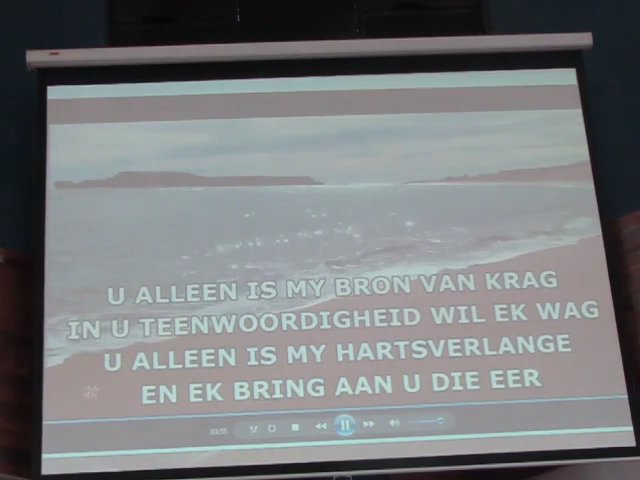 U ALLEEN IS MY BRON VAN KRAG
IN U TEENWOORDIGHEID WIL EK WAG
U ALLEEN IS MY HARTSVERLANGE
EN EK BRING AAN U DIE EER